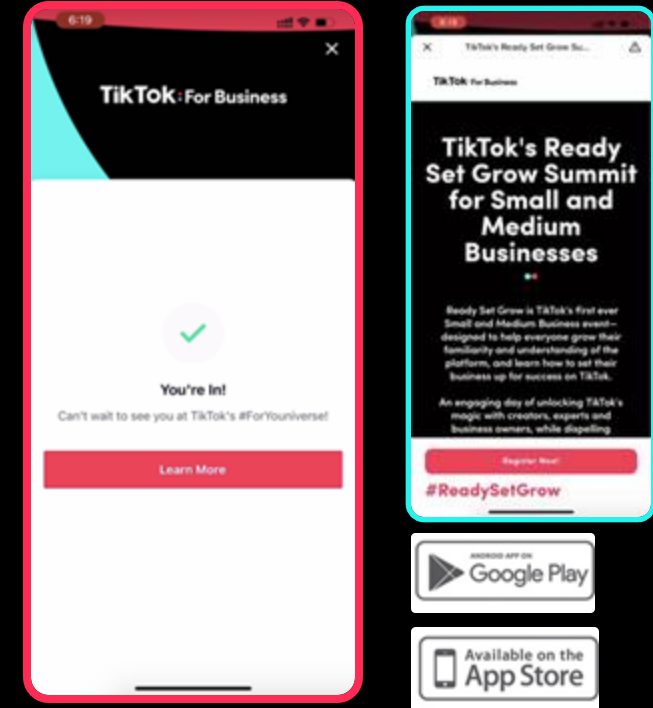 6:19
TikTok: For Business
You're In!
Can't wait to see you at TikTok's #ForYouniverse!
Learn More
6:19
TikTok's Ready Set Grow Su...
TikTok For Business
TikTok's Ready
Set Grow Summit
for Small and
Medium
Businesses
Ready Set Grow is TikTok's first ever
Small and Medium Business event—
designed to help everyone grow their
familiarity and understanding of the
platform, and learn how to set their
business up for success on TikTok.
An engaging day of unlocking TikTok's
magic with creators, experts and
business owners, while dispelling
Register Now!
#ReadySetGrow
ANDROID APP ON
Google Play
Available on the
App Store